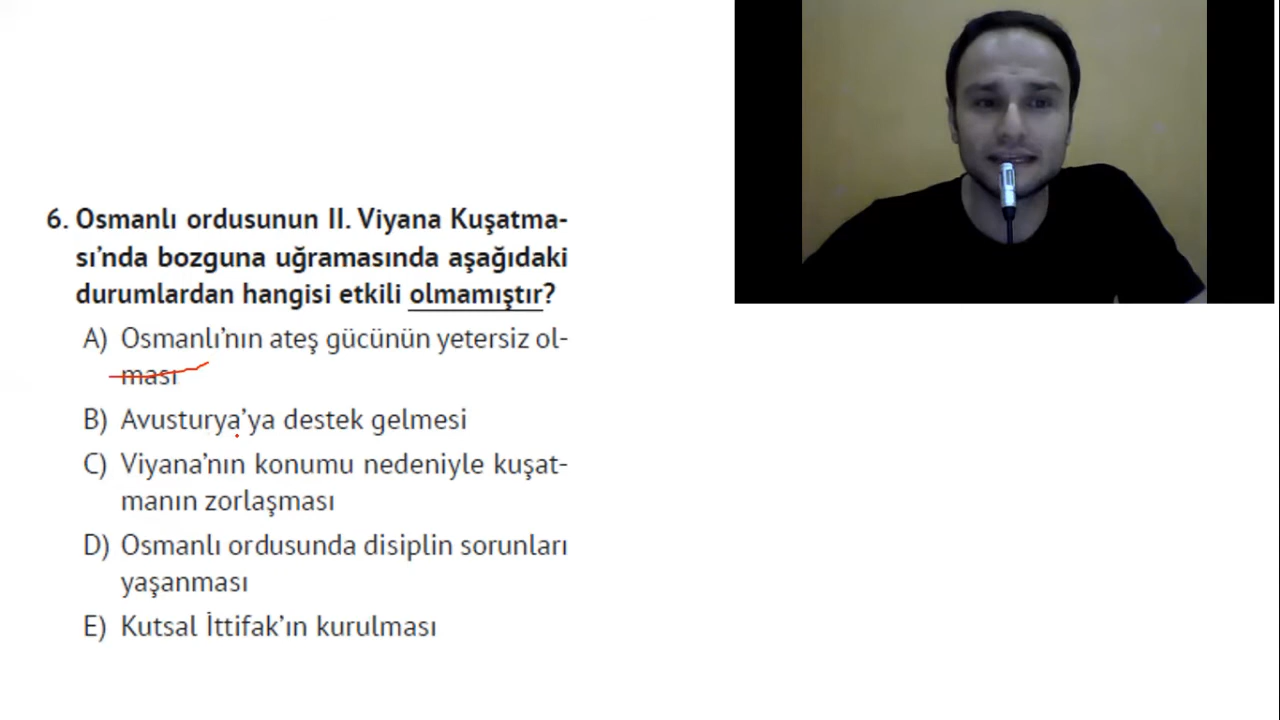 6. Osmanlı ordusunun II. Viyana Kuşatma-
sı'nda bozguna uğramasında aşağıdaki
durumlardan hangisi etkili olmamıştır?
A) Osmanlı'nın ateş gücünün yetersiz ol-
ması
B) Avusturya'ya destek gelmesi
C) Viyana'nın konumu nedeniyle kuşat-
manın zorlaşması
D) Osmanlı ordusunda disiplin sorunları
yaşanması
E) Kutsal İttifak'ın kurulması